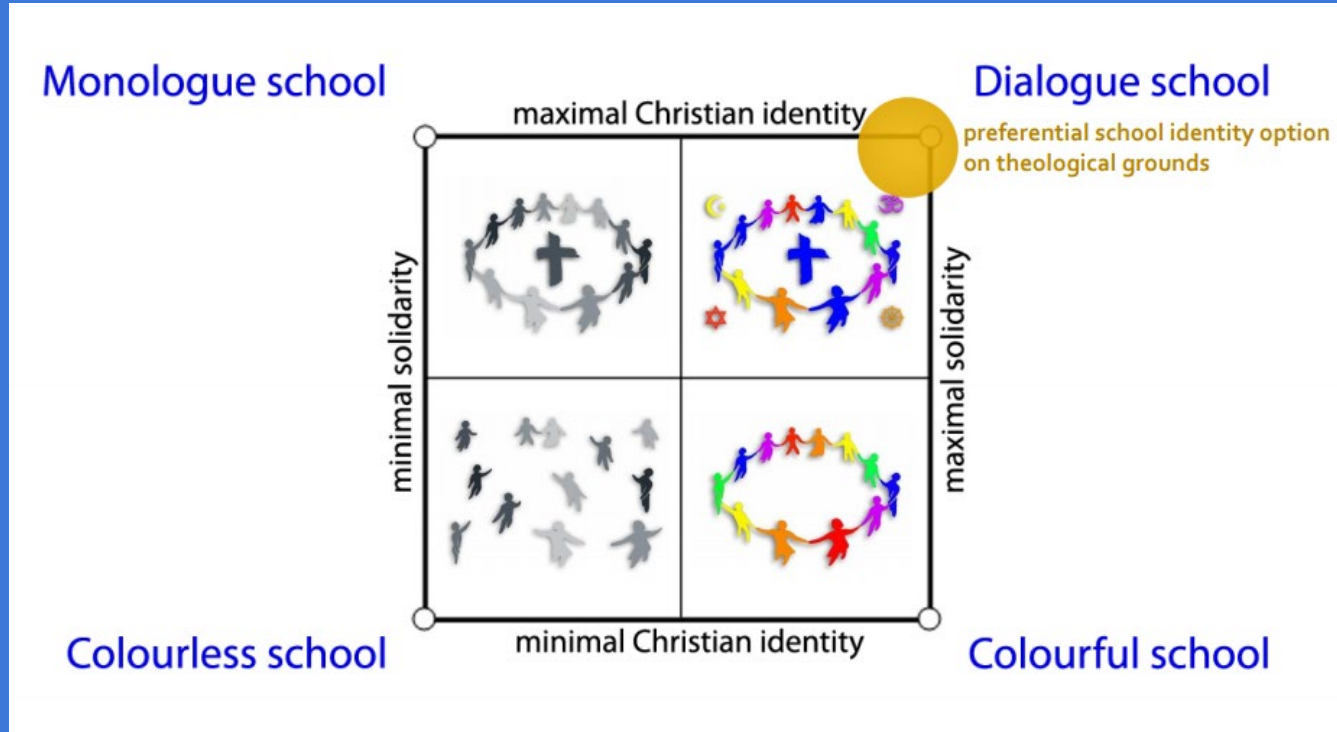 Monologue school
Dialogue school
maximal Christian identity
preferential school identity option
on theological grounds
minimal solidarity
maximal solidarity
minimal Christian identity
Colourless school
Colourful school